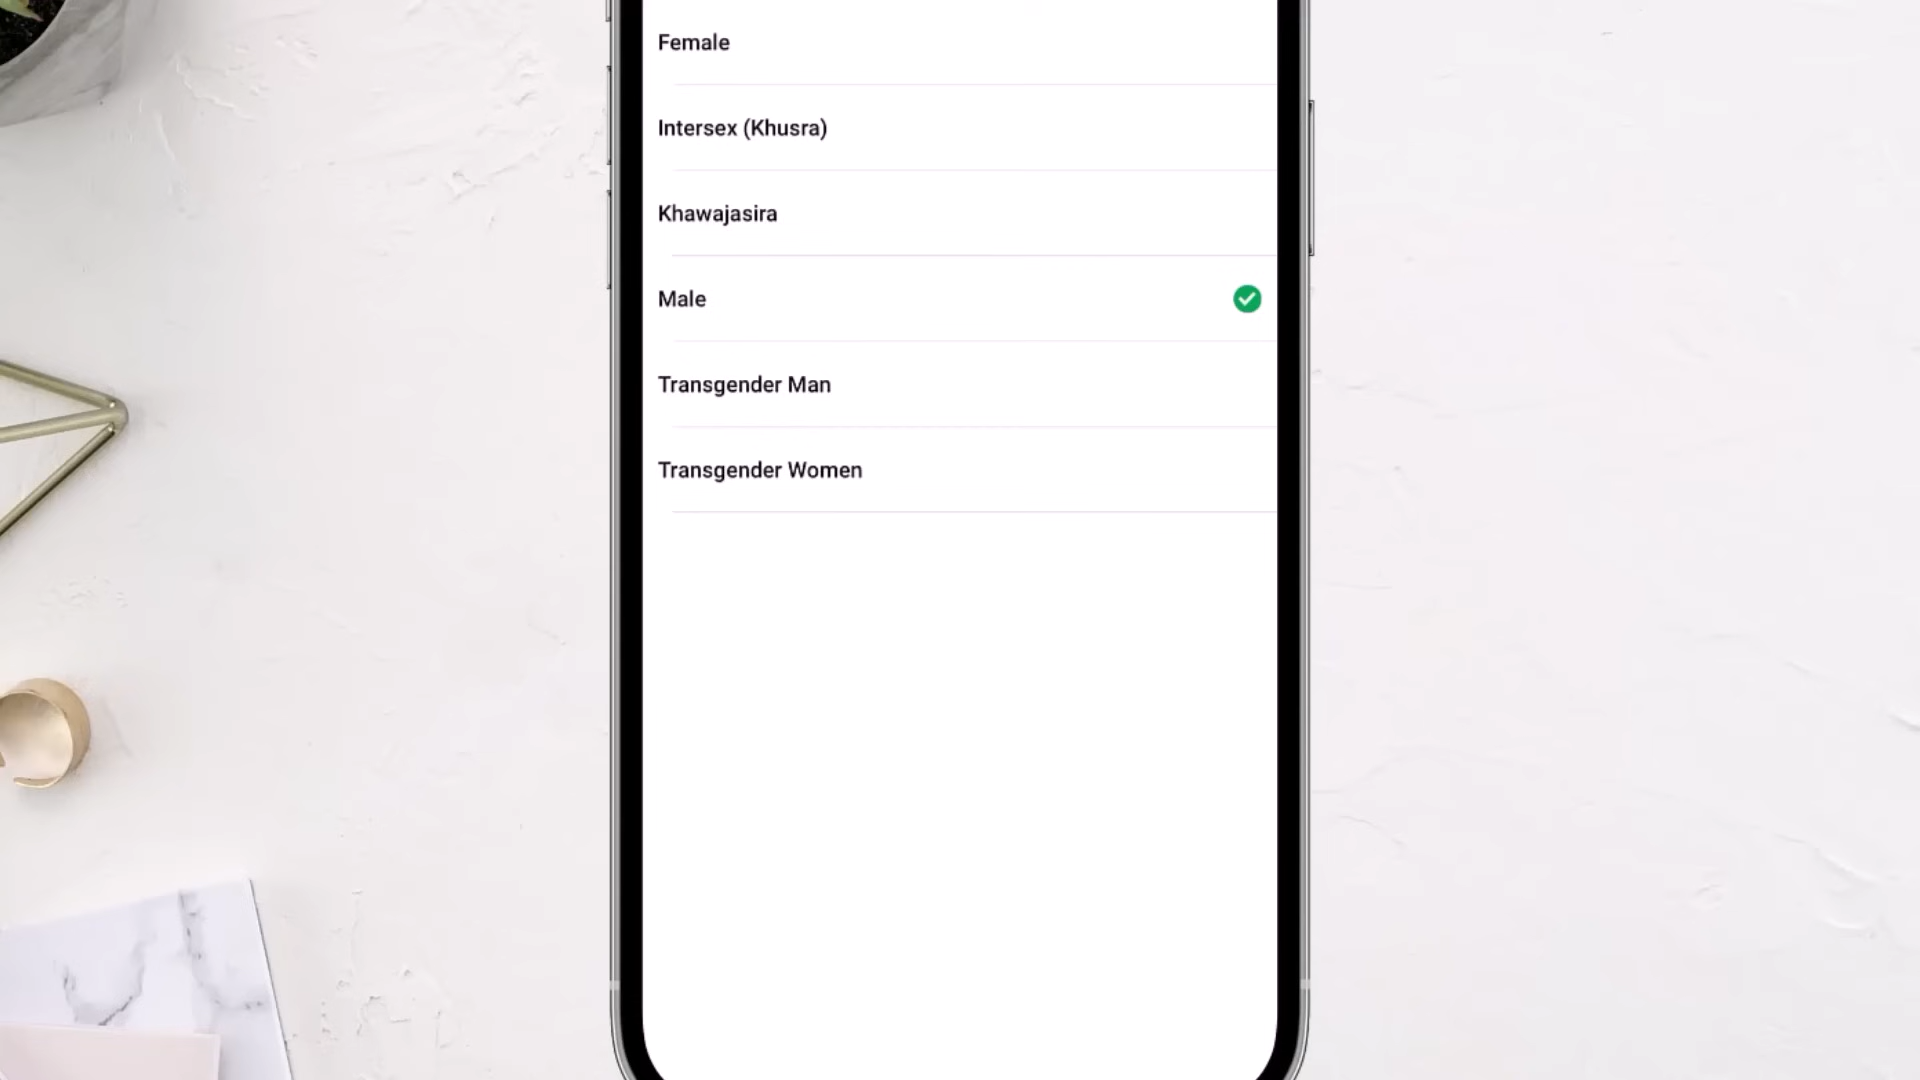 Female
Intersex (Khusra)
Khawajasira
Male
Transgender Man
Transgender Women